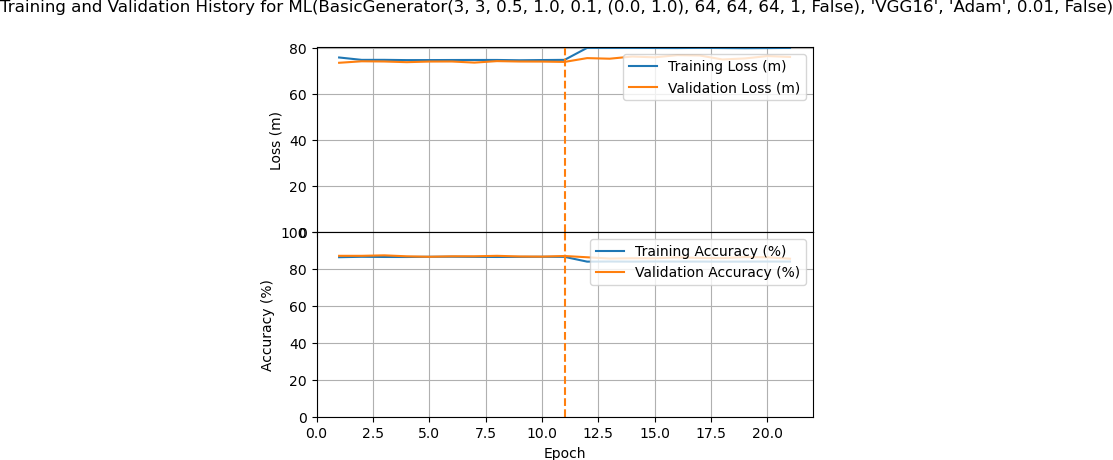 Training and Validation History for ML(BasicGenerator(3, 3, 0.5, 1.0, 0.1, (0.0, 1.0), 64, 64, 64, 1, False), 'VGG16', 'Adam', 0.01, False)
80
60
40
20
0
Loss (m)
Training Loss (m)
Validation Loss (m)
100
80
60
40
20
0
Accuracy (%)
Training Accuracy (%)
Validation Accuracy (%)
0.0 2.5 5.0 7.5 10.0 12.5 15.0 17.5 20.0
Epoch